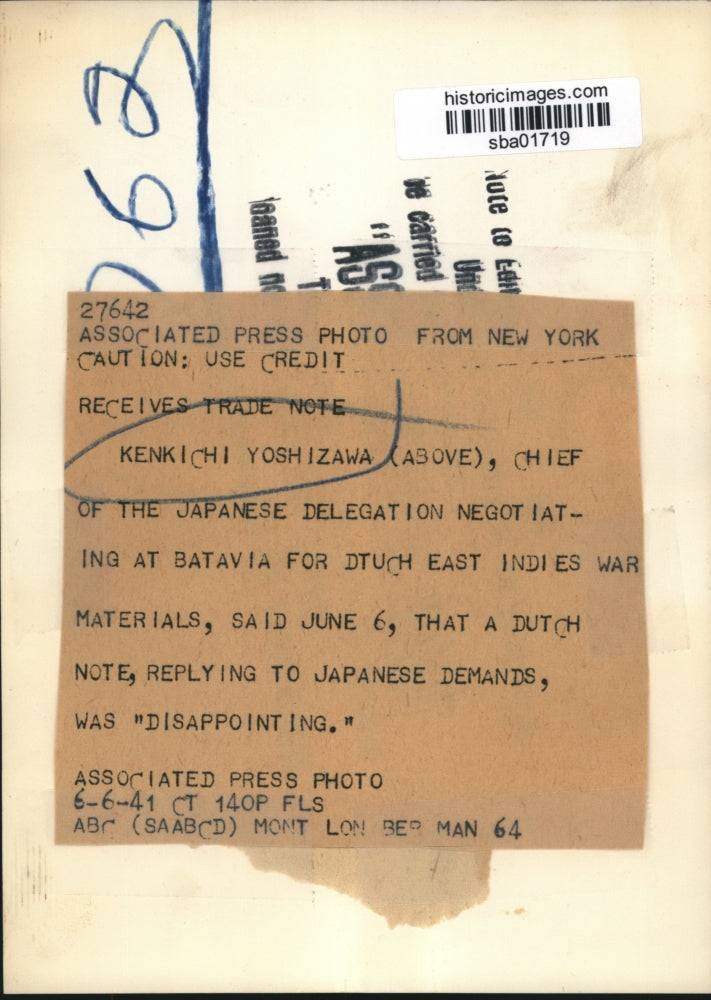 historicimages.com
sba01719
be carried
"ASS
27642
ASSOCIATED PRESS PHOTO FROM NEW YORK
CAUTION: USE CREDIT
RECEIVES TRADE NOTE
KENKICHI YOSHIZAWA (ABOVE), CHIEF
OF THE JAPANESE DELEGATION NEGOTIAT-
ING AT BATAVIA FOR DTUCH EAST INDIES WAR
MATERIALS, SAID JUNE 6, THAT A DUTCH
NOTE, REPLYING TO JAPANESE DEMANDS,
WAS "DISAPPOINTING."
ASSOCIATED PRESS PHOTO
6-6-41 CT 140P FLS
ABC (SAABCD) MONT LON BER MAN 64